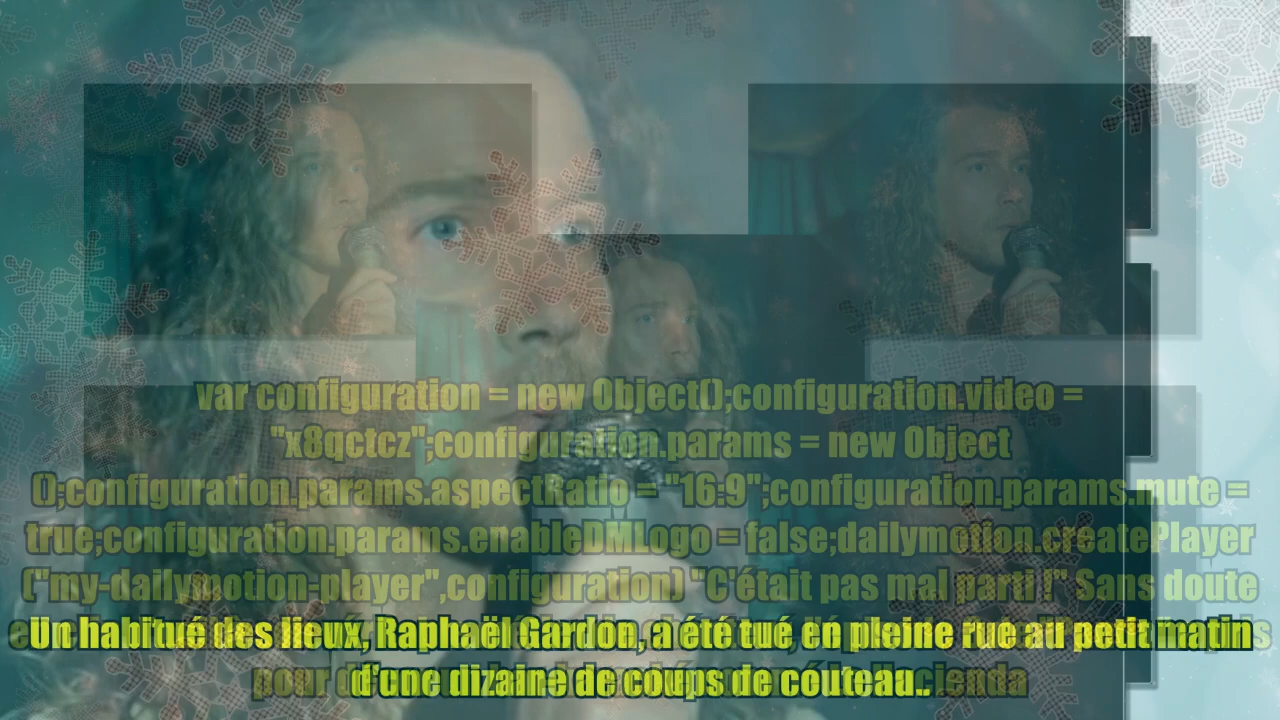 var configuration = new Object();configuration.video =
"x8qctcz";configuration.params = new Object
();configuration.params.aspectRatio = "16:9";configuration.params.mute =
true;configuration.params.enableDMLogo = false;dailymotion.createPlayer
("my-dailymotion-player",configuration) "C'était pas mal parti !" Sans doute
Un habitué des lieux, Raphaël Gardon, a été tué en pleine rue au petit matin
d'une dizaine de coups de couteau..
pour